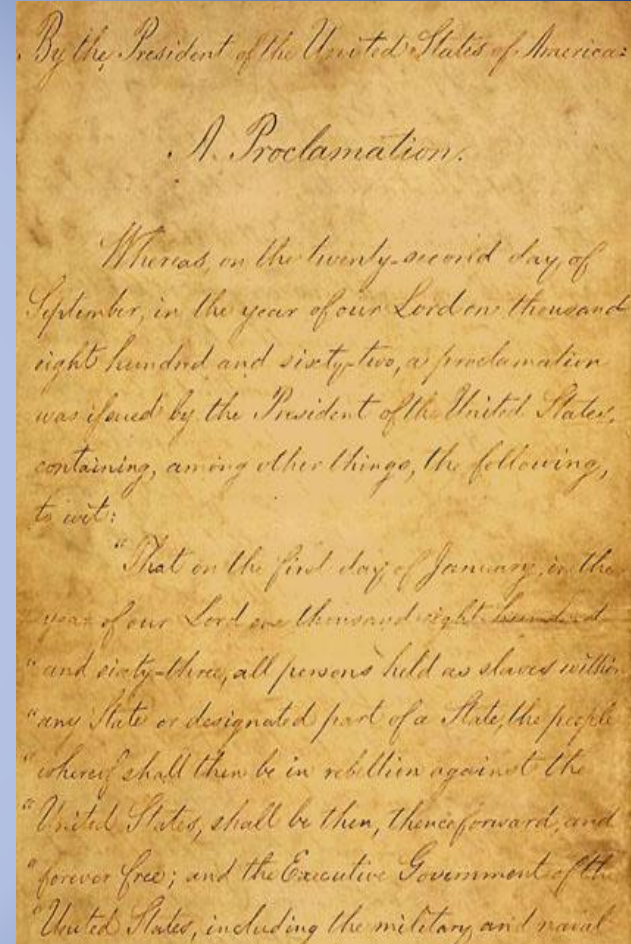 By the President of the United States of America:
A Proclamation.
Whereas, on the twenty-second day of
September, in the year of our Lord one thousand
eight hundred and sixty-two, a proclamation
was issued by the President of the United States,
containing, among other things, the following,
to wit:
"That on the first day of January, in the
year of our Lord one thousand eight hundred
"and sixty-three, all persons held as slaves within
"any State or designated part of a State, the people
"whereof shall then be in rebellion against the
"United States, shall be then, thenceforward, and
"forever free; and the Executive Government of the
"United States, including the military and naval